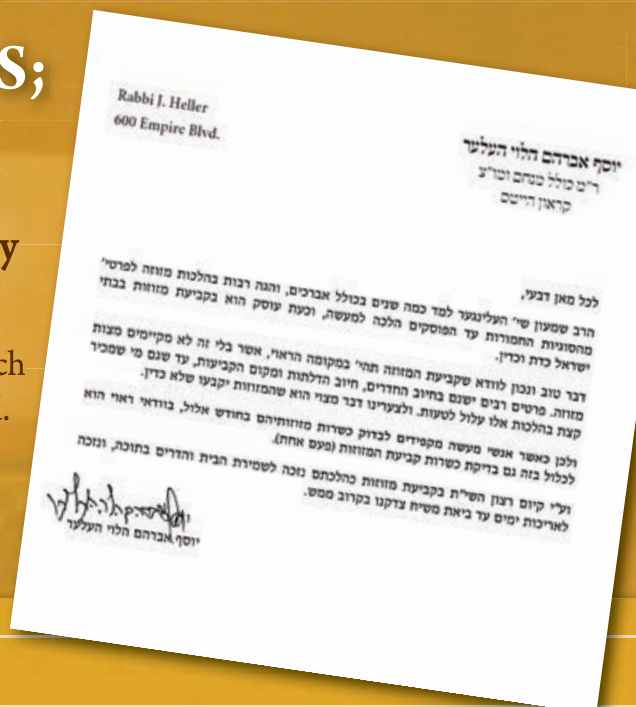 s;
y
ch
.
Rabbi J. Heller
600 Empire Blvd.
יוסף אברהם הלוי העלער
ר"מ כולל מנחם ומו"צ
קראון הייטס
לכל מאן דבעי,
הרב שמעון שי' העלינגער למד כמה שנים בכולל אברכים, והגה רבות בהלכות מזוזה לפרטי'
מהסוגיות החמורות עד הפוסקים הלכה למעשה, וכעת עוסק הוא בקביעת מזוזות בבתי
ישראל כדת וכדין.
דבר טוב ונכון לוודא שקביעת המזוזה תהי' במקומה הראוי, אשר בלי זה לא מקיימים מצות
מזוזה. פרטים רבים ישנם בחיוב החדרים, חיוב הדלתות ומקום הקביעות, עד שגם מי שמכיר
קצת בהלכות אלו עלול לטעות. ולצערינו דבר מצוי הוא שהמזוזות יקבעו שלא כדין.
ולכן כאשר אנשי מעשה מקפידים לבדוק כשרות מזוזותיהם בחודש אלול, בוודאי ראוי הוא
לכלול בזה גם בדיקת כשרות קביעת המזוזות (פעם אחת).
וע"י קיום רצון השי"ת בקביעת מזוזות כהלכתם נזכה לשמירת הבית והדרים בתוכה, ונזכה
לאריכות ימים עד ביאת משיח צדקנו בקרוב ממש.
יוסף אברהם הלוי העלער